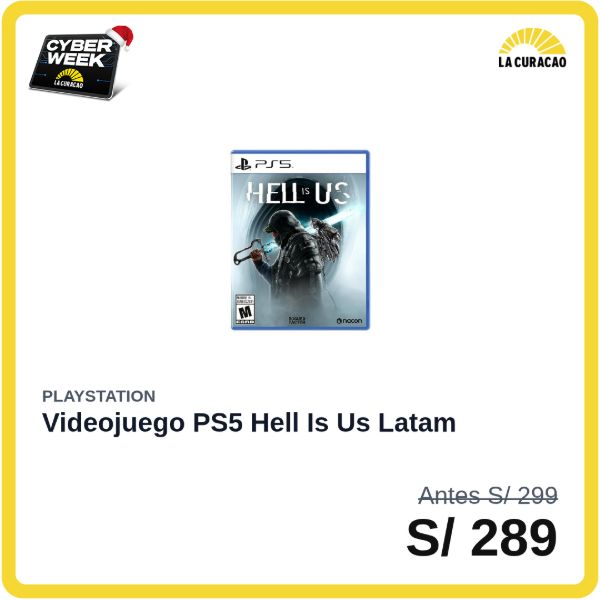 CYBER
WEEK
LA CURACAO
LA CURACAO
PS5
HELL IS US
M
nacon
PLAYSTATION
Videojuego PS5 Hell Is Us Latam
Antes S/ 299
S/ 289